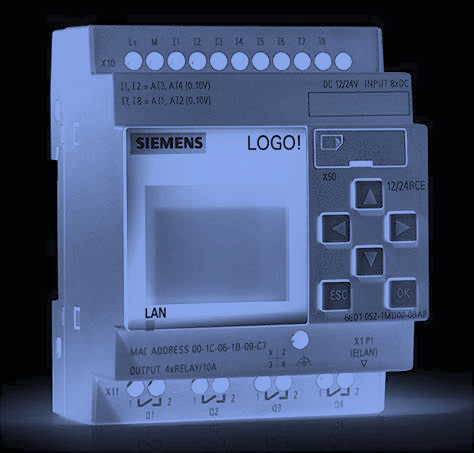 L+ M I1 I2 I3 I4 I5 I6 I7 I8
X10
I1, I2 = AI3, AI4 (0..10V)
I7, I8 = AI1, AI2 (0..10V)
DC 12/24V INPUT 8xDC
SIEMENS LOGO!
X50
12/24RCE
ESC OK
LAN
6ED1 052-1MD00-0BA8
MAC ADDRESS 00-1C-06-1B-09-C7
X 2
3 4
X1 P1
IE(LAN)
OUTPUT 4xRELAY/10A
X11
1 2 1 2 1 2 1 2
Q1 Q2 Q3 Q4